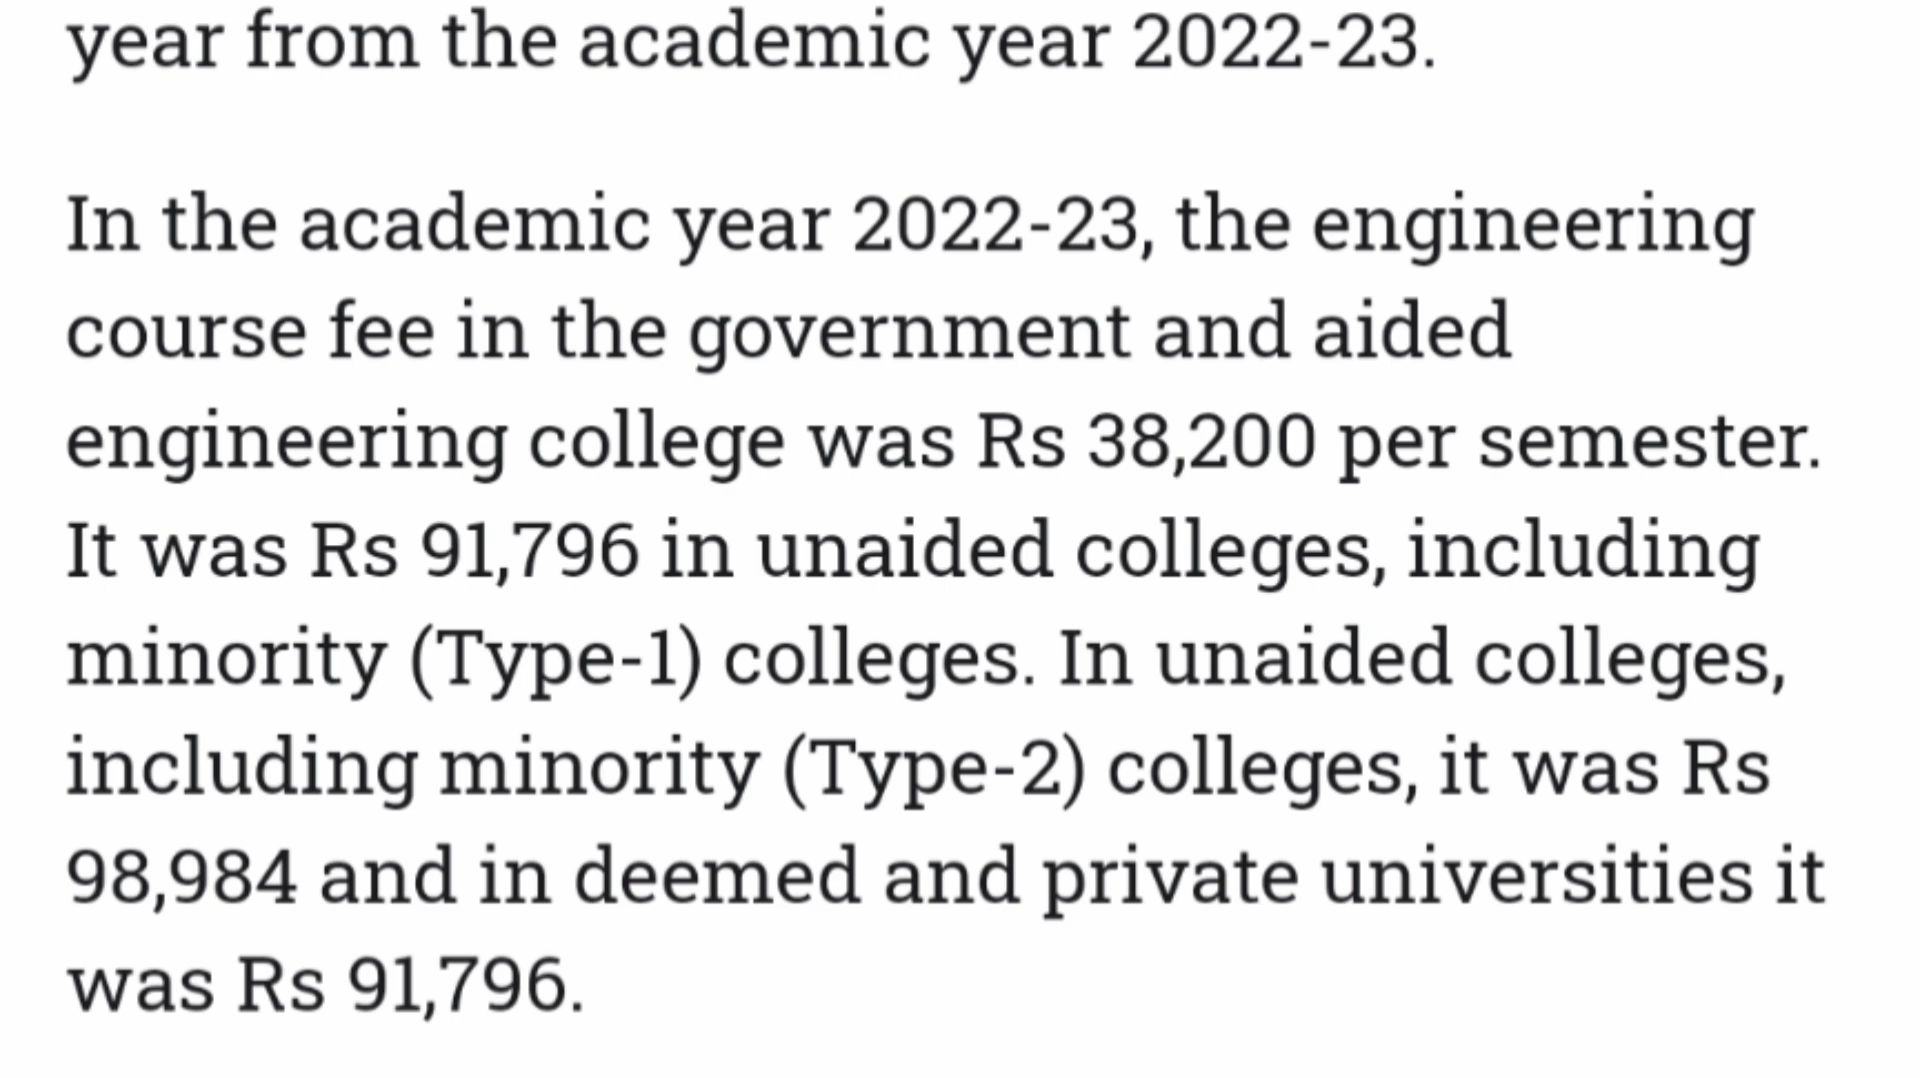 year from the academic year 2022-23.
In the academic year 2022-23, the engineering
course fee in the government and aided
engineering college was Rs 38,200 per semester.
It was Rs 91,796 in unaided colleges, including
minority (Type-1) colleges. In unaided colleges,
including minority (Type-2) colleges, it was Rs
98,984 and in deemed and private universities it
was Rs 91,796.